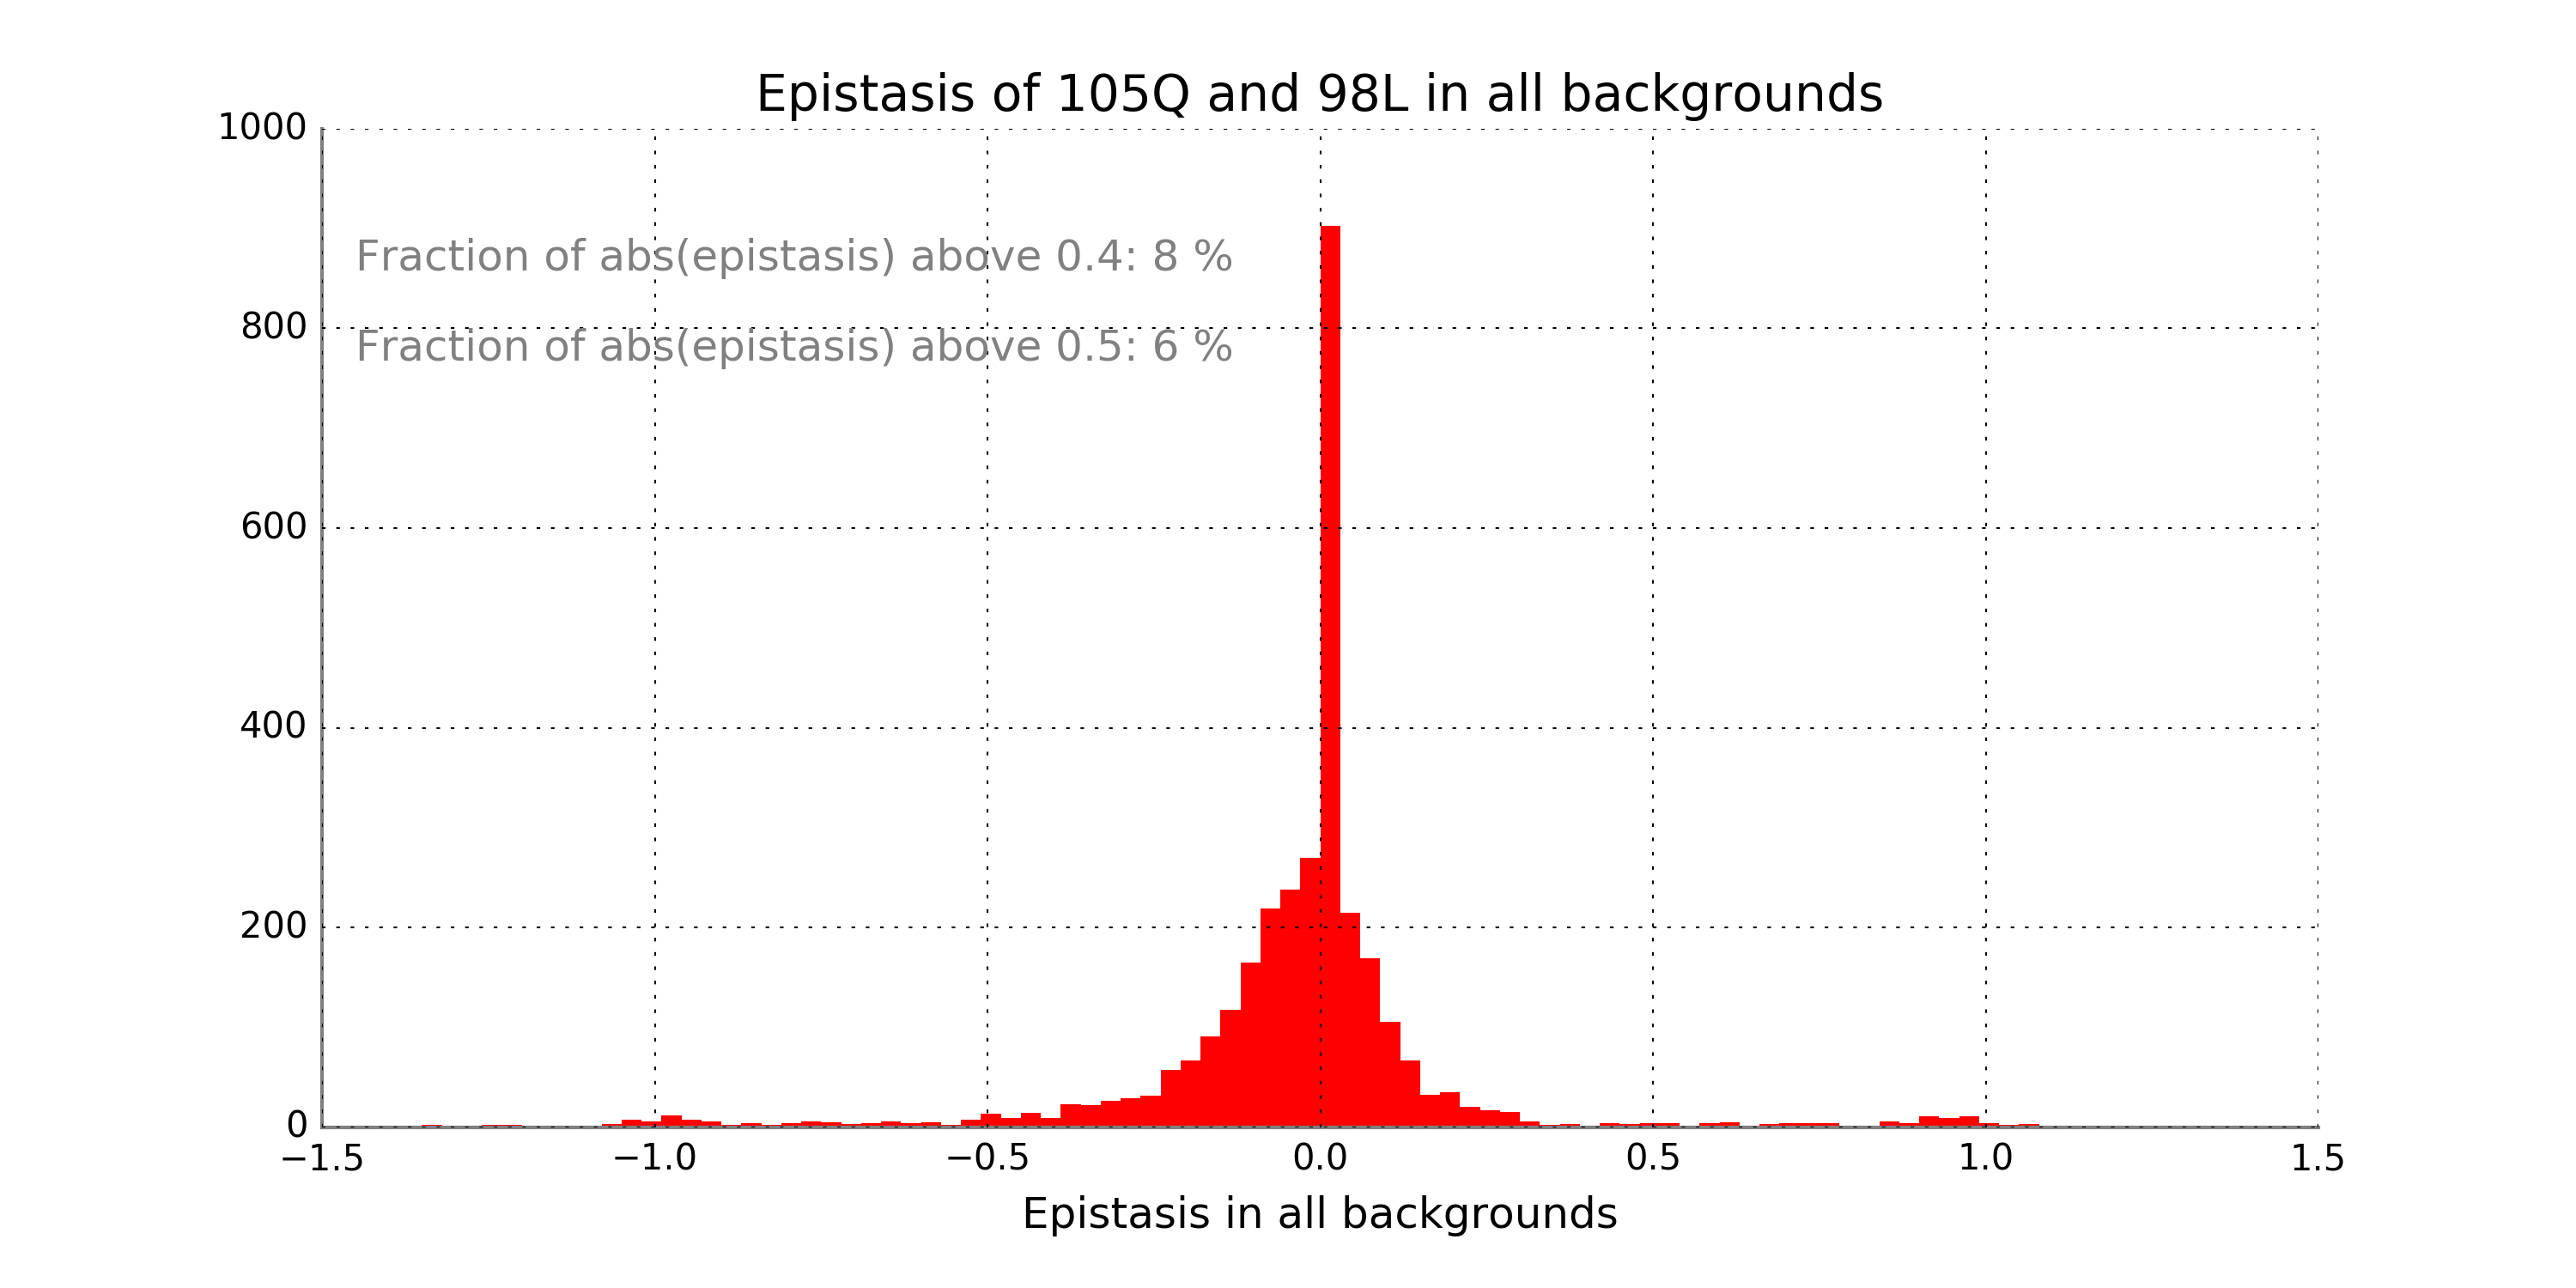 Epistasis of 105Q and 98L in all backgrounds
1000
Fraction of abs(epistasis) above 0.4: 8 %
800
Fraction of abs(epistasis) above 0.5: 6 %
600
400
200
0
−1.5 −1.0 −0.5 0.0 0.5 1.0 1.5
Epistasis in all backgrounds